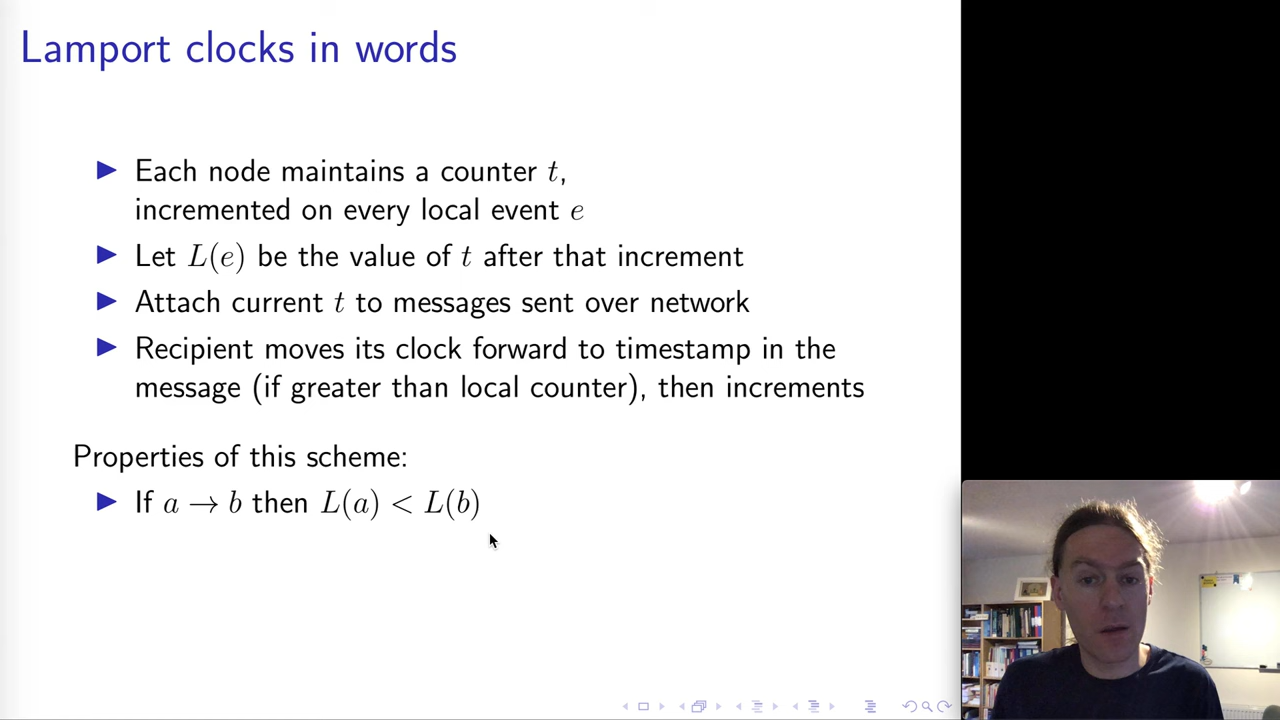 Lamport clocks in words
▶ Each node maintains a counter t,
incremented on every local event e
▶ Let L(e) be the value of t after that increment
▶ Attach current t to messages sent over network
▶ Recipient moves its clock forward to timestamp in the
message (if greater than local counter), then increments
Properties of this scheme:
▶ If a → b then L(a) < L(b)